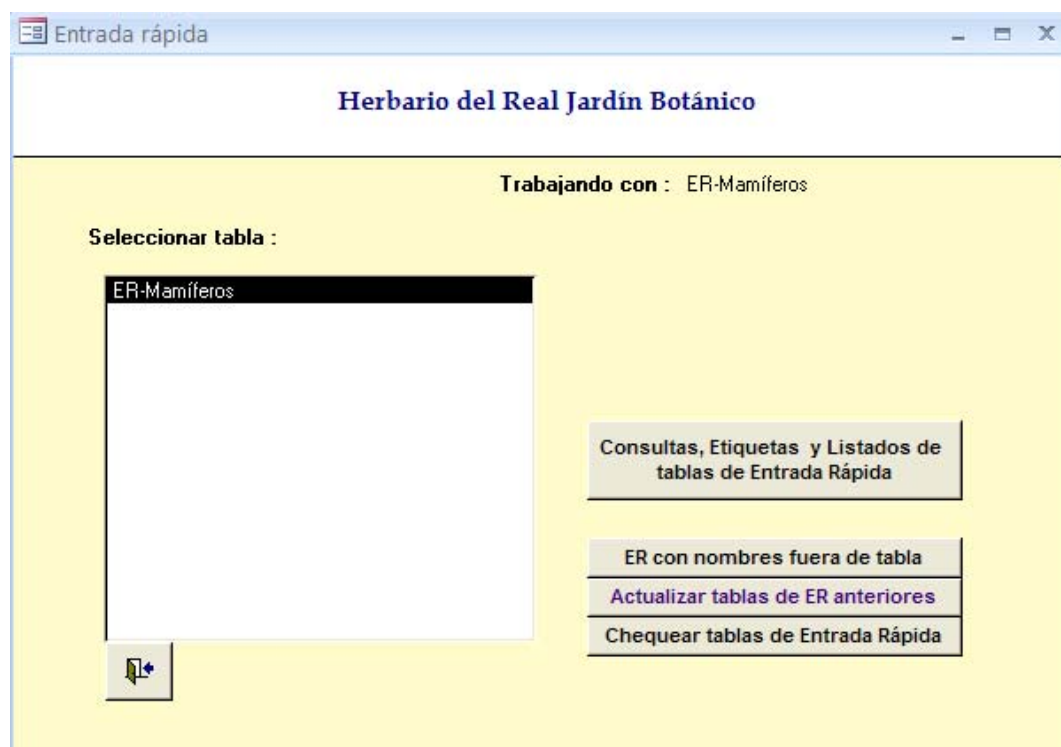 Entrada rápida
Herbario del Real Jardín Botánico
Trabajando con : ER-Mamíferos
Seleccionar tabla :
ER-Mamíferos
Consultas, Etiquetas y Listados de
tablas de Entrada Rápida
ER con nombres fuera de tabla
Actualizar tablas de ER anteriores
Chequear tablas de Entrada Rápida